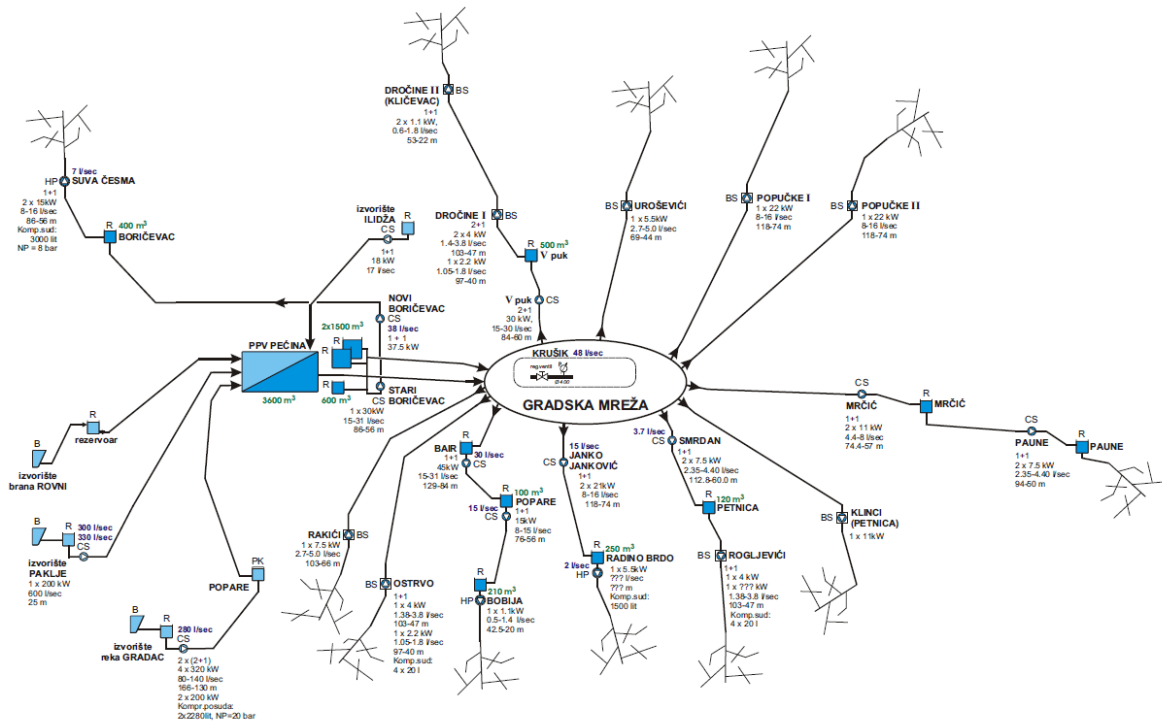 DROČINE II
(KLIČEVAC)
BS
1+1
2 x 1.1 kW,
0.6-1.8 l/sec
53-22 m
7 l/sec
HP
SUVA ČESMA
1+1
2 x 15kW
8-16 l/sec
86-56 m
Komp.sud:
3000 lit
NP = 8 bar
R
400 m³
BORIČEVAC
izvorište
ILIDŽA
R
CS
1+1
18 kW
17 l/sec
DROČINE I
BS
2+1
2 x 4 kW
1.4-3.8 l/sec
103-47 m
1 x 2.2 kW
1.05-1.8 l/sec
97-40 m
R
500 m³
V puk
V puk
CS
2+1
30 kW,
15-30 l/sec
84-60 m
BS
UROŠEVIĆI
1 x 5.5kW
2.7-5.0 l/sec
69-44 m
BS
POPUČKE I
1 x 22 kW
8-16 l/sec
118-74 m
BS
POPUČKE II
1 x 22 kW
8-16 l/sec
118-74 m
NOVI
BORIČEVAC
CS
38 l/sec
1 + 1
37.5 kW
PPV PEĆINA
3600 m³
2x1500 m³
R
R
R
600 m³
STARI
BORIČEVAC
CS
1 x 30kW
15-31 l/sec
86-56 m
KRUŠIK
48 l/sec
reg.ventil
Ø400
GRADSKA MREŽA
CS
MRČIĆ
1+1
2 x 11 kW
4.4-8 l/sec
74.4-57 m
R
MRČIĆ
CS
PAUNE
1+1
2 x 7.5 kW
2.35-4.40 l/sec
94-50 m
R
PAUNE
R
rezervoar
B
izvorište
brana ROVNI
B
R
300 l/sec
330 l/sec
CS
izvorište
PAKLJE
1 x 200 kW
600 l/sec
25 m
PK
POPARE
B
R
280 l/sec
CS
izvorište
reka GRADAC
2 x (2+1)
4 x 320 kW
80-140 l/sec
166-130 m
2 x 200 kW
Kompr.posuda:
2x2280lit, NP=20 bar
RAKIĆI
BS
1 x 7.5 kW
2.7-5.0 l/sec
103-66 m
BS
OSTRVO
1+1
1 x 4 kW
1.38-3.8 l/sec
103-47 m
1 x 2.2 kW
1.05-1.8 l/sec
97-40 m
Komp.sud:
4 x 20 l
BAIR
R
30 l/sec
1+1
CS
45kW
15-31 l/sec
129-84 m
100 m³
R
POPARE
15 l/sec
CS
1+1
15kW
8-15 l/sec
76-56 m
R
210 m³
HP
BOBIJA
1 x 1.1kW
0.5-1.4 l/sec
42.5-20 m
15 l/sec
JANKO
JANKOVIĆ
CS
1+1
2 x 21kW
8-16 l/sec
118-74 m
R
250 m³
RADINO BRDO
2 l/sec
HP
1 x 5.5kW
??? l/sec
??? m
Komp.sud:
1500 lit
3.7 l/sec
CS
SMRDAN
1+1
2 x 7.5 kW
2.35-4.40 l/sec
112.8-60.0 m
R
120 m³
PETNICA
BS
ROGLJEVIĆI
1+1
1 x 4 kW
1 x ??? kW
1.38-3.8 l/sec
103-47 m
Komp.sud:
4 x 20 l
BS
KLINCI
(PETNICA)
1 x 11kW